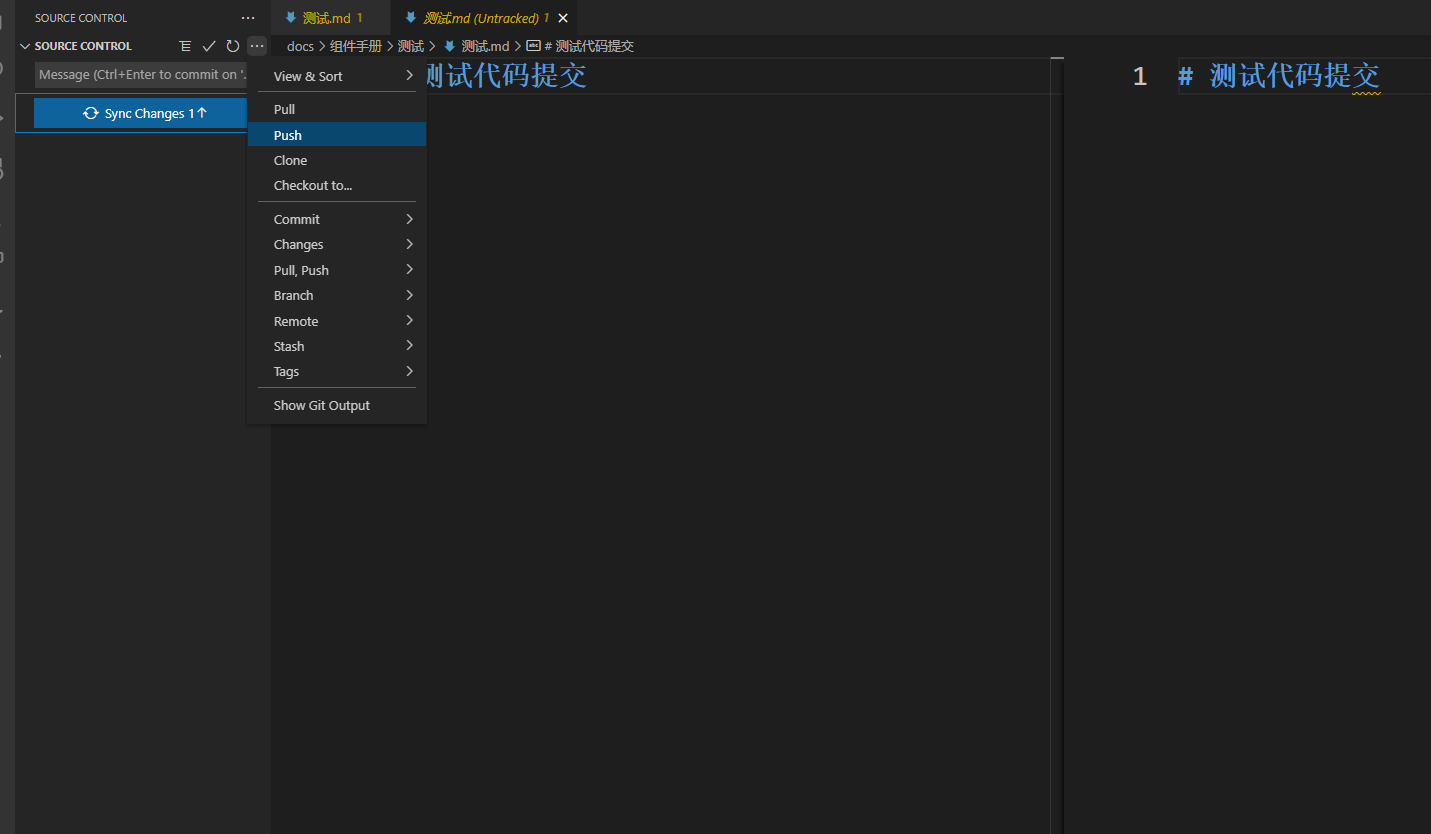 SOURCE CONTROL
SOURCE CONTROL
Message (Ctrl+Enter to commit on '.
Sync Changes 1↑
View & Sort
Pull
Push
Clone
Checkout to...
Commit
Changes
Pull, Push
Branch
Remote
Stash
Tags
Show Git Output
测试.md 1
测试.md (Untracked) 1
docs > 组件手册 > 测试 > 测试.md > # 测试代码提交
测试代码提交
1 # 测试代码提交